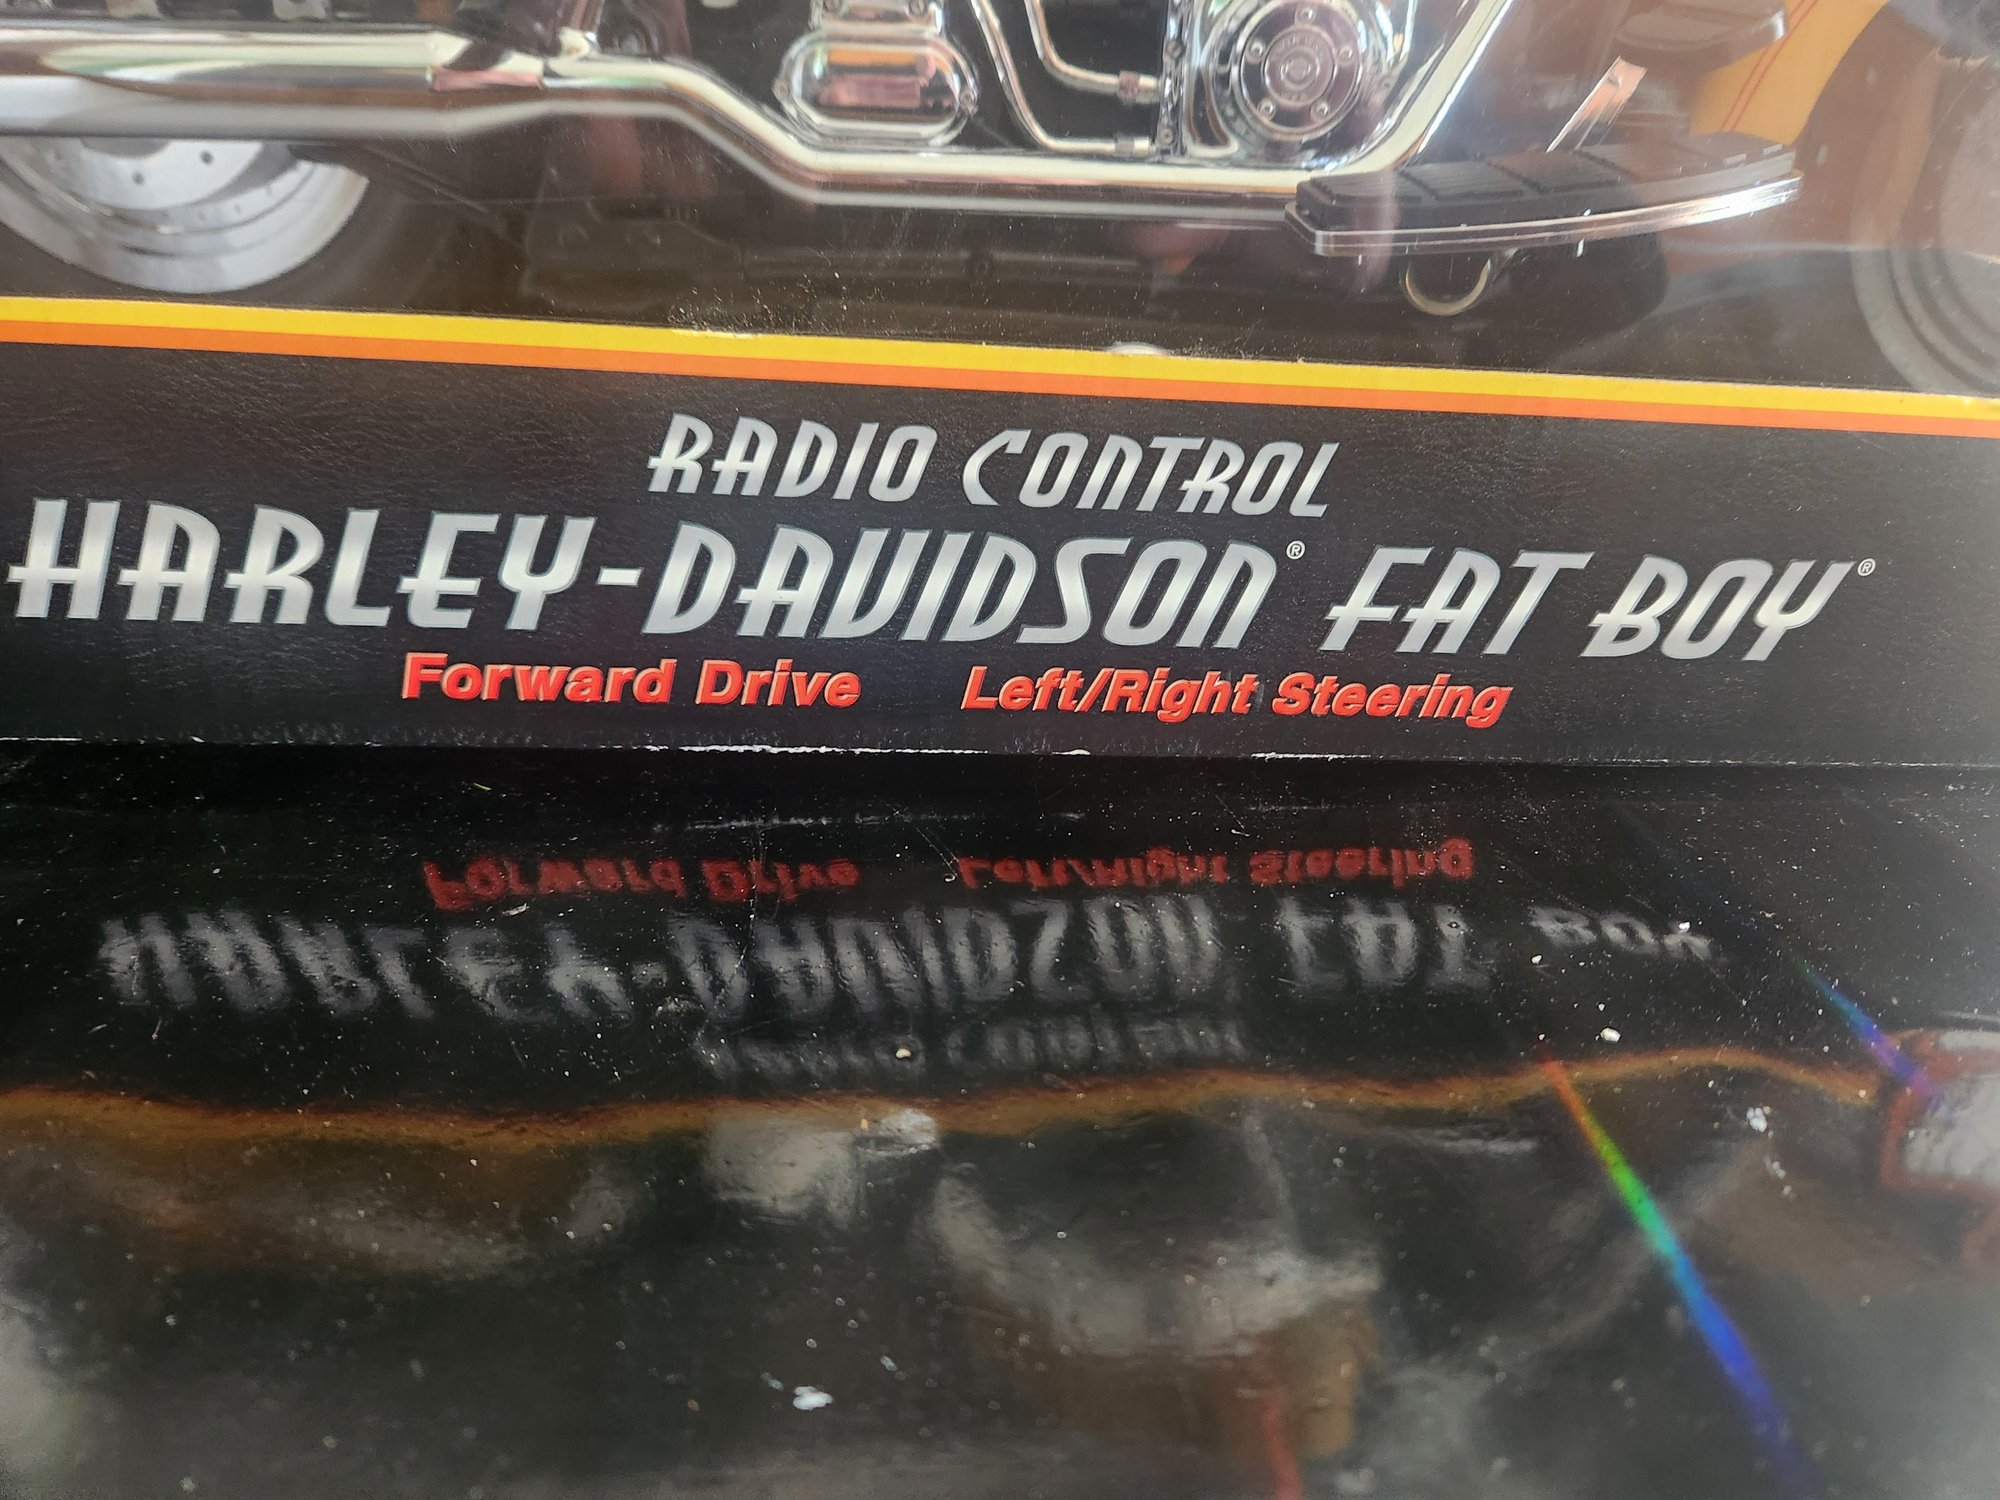 RADIO CONTROL
HARLEY-DAVIDSON® FAT BOY®
Forward Drive Left/Right Steering